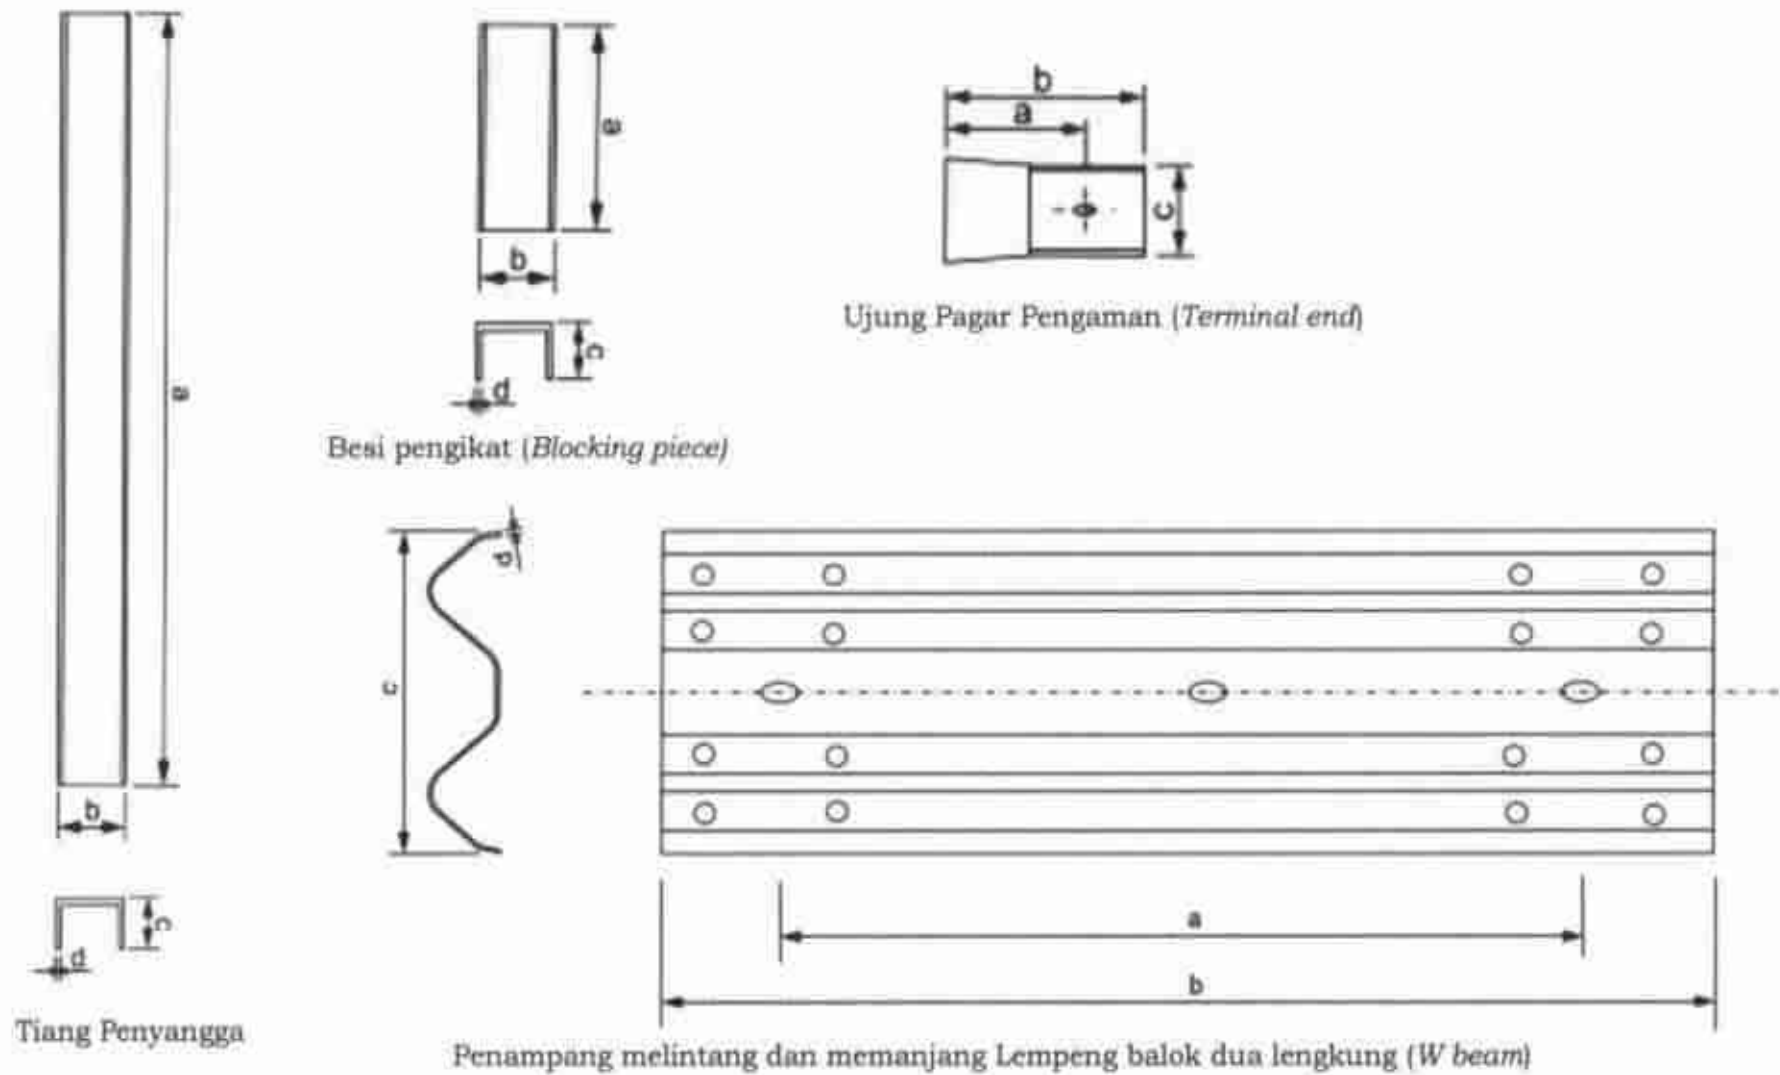 a
b
c
d
Tiang Penyangga
a
b
c
d
Besi pengikat (Blocking piece)
b
a
c
Ujung Pagar Pengaman (Terminal end)
c
d
a
b
Penampang melintang dan memanjang Lempeng balok dua lengkung (W beam)